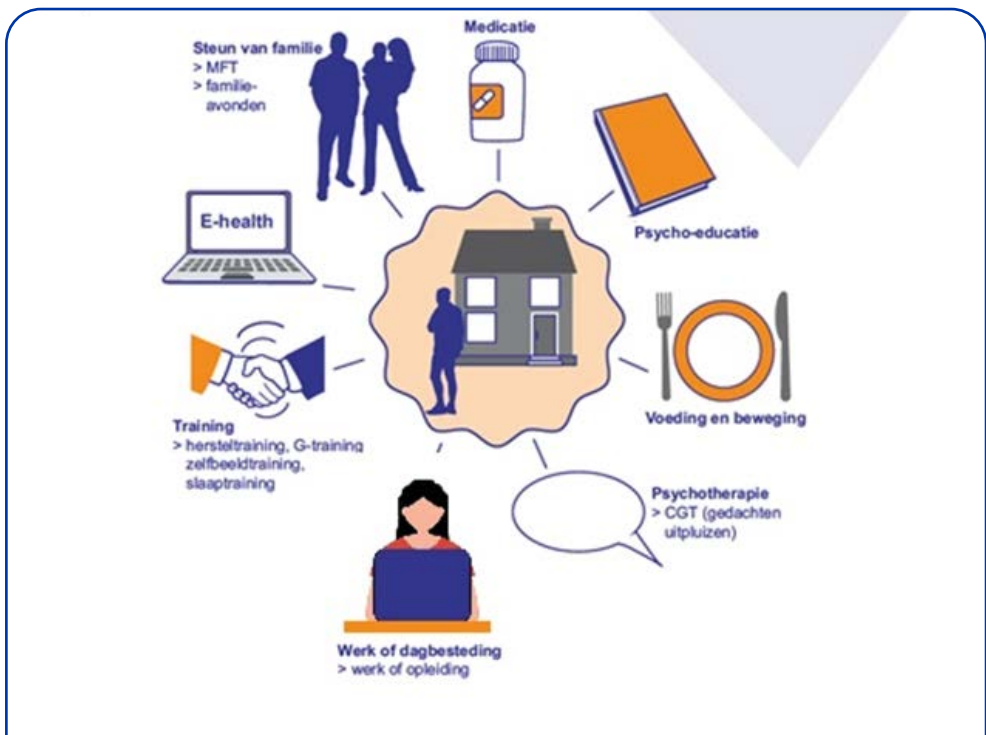 Medicatie
Steun van familie
> MFT
> familie-
avonden
E-health
Psycho-educatie
Voeding en beweging
Training
> hersteltraining, G-training
zelfbeeldtraining,
slaaptraining
Psychotherapie
> CGT (gedachten
uitpluizen)
Werk of dagbesteding
> werk of opleiding